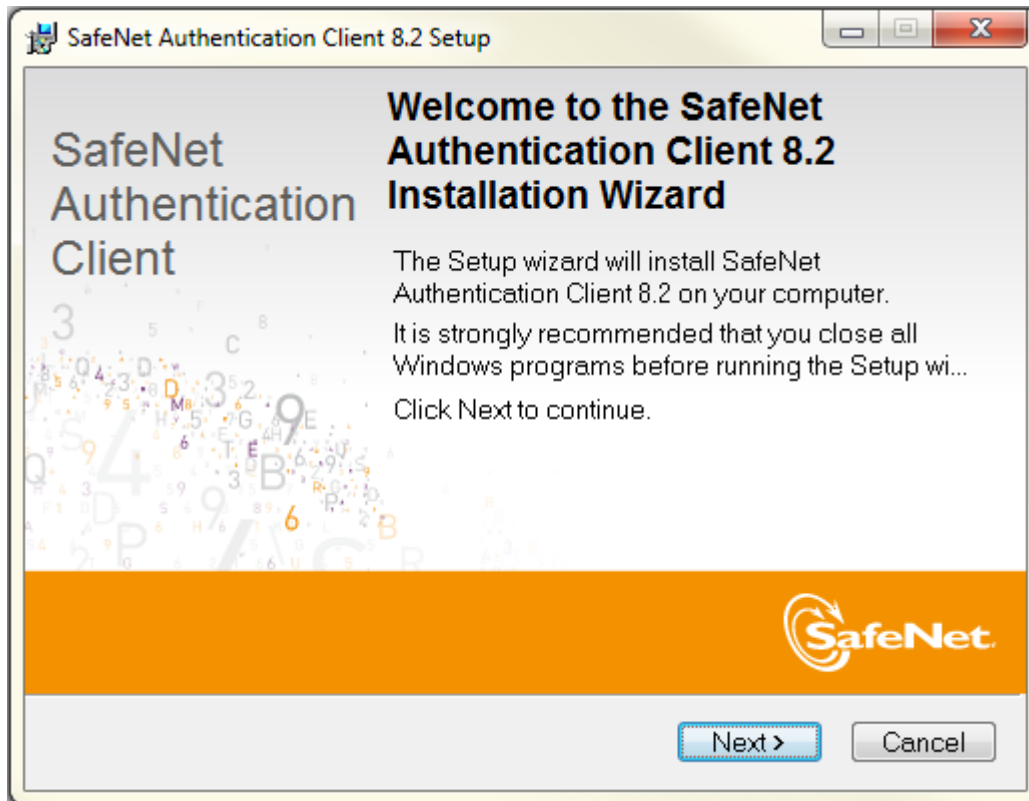 SafeNet Authentication Client 8.2 Setup
SafeNet
Authentication
Client
Welcome to the SafeNet
Authentication Client 8.2
Installation Wizard
The Setup wizard will install SafeNet
Authentication Client 8.2 on your computer.
It is strongly recommended that you close all
Windows programs before running the Setup wi...
Click Next to continue.
SafeNet.
Next >
Cancel